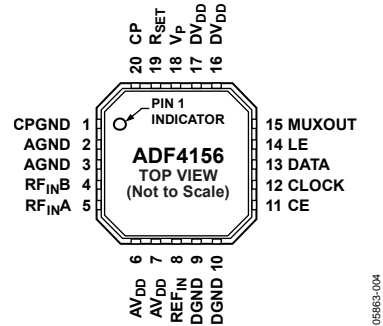 20 CP
19 RSET
18 VP
17 DVDD
16 DVDD
PIN 1
INDICATOR
CPGND 1
AGND 2
AGND 3
RFINB 4
RFINA 5
ADF4156
TOP VIEW
(Not to Scale)
15 MUXOUT
14 LE
13 DATA
12 CLOCK
11 CE
AVDD 6
AVDD 7
REFIN 8
DGND 9
DGND 10
05863-004